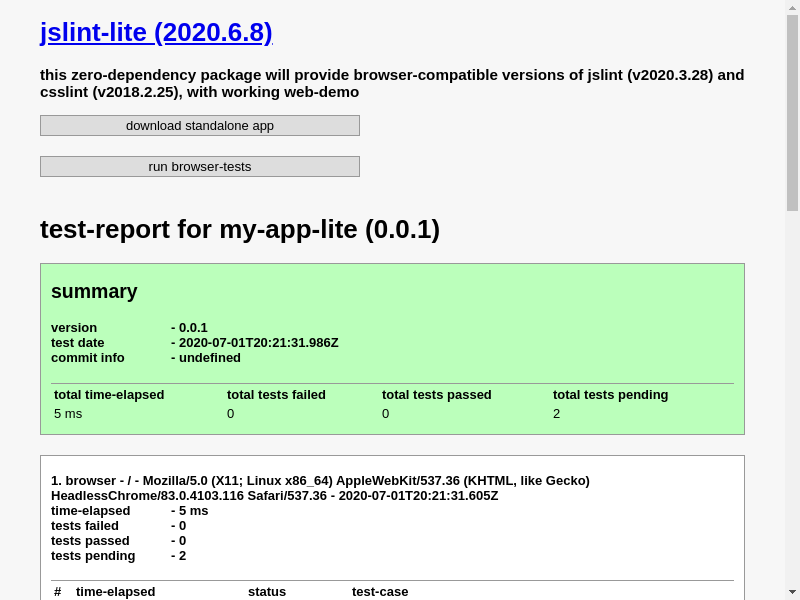 jslint-lite (2020.6.8)
this zero-dependency package will provide browser-compatible versions of jslint (v2020.3.28) and
csslint (v2018.2.25), with working web-demo
download standalone app
run browser-tests
test-report for my-app-lite (0.0.1)
summary
version - 0.0.1
test date - 2020-07-01T20:21:31.986Z
commit info - undefined
total time-elapsed total tests failed total tests passed total tests pending
5 ms 0 0 2
1. browser - / - Mozilla/5.0 (X11; Linux x86_64) AppleWebKit/537.36 (KHTML, like Gecko)
HeadlessChrome/83.0.4103.116 Safari/537.36 - 2020-07-01T20:21:31.605Z
time-elapsed - 5 ms
tests failed - 0
tests passed - 0
tests pending - 2
# time-elapsed status test-case